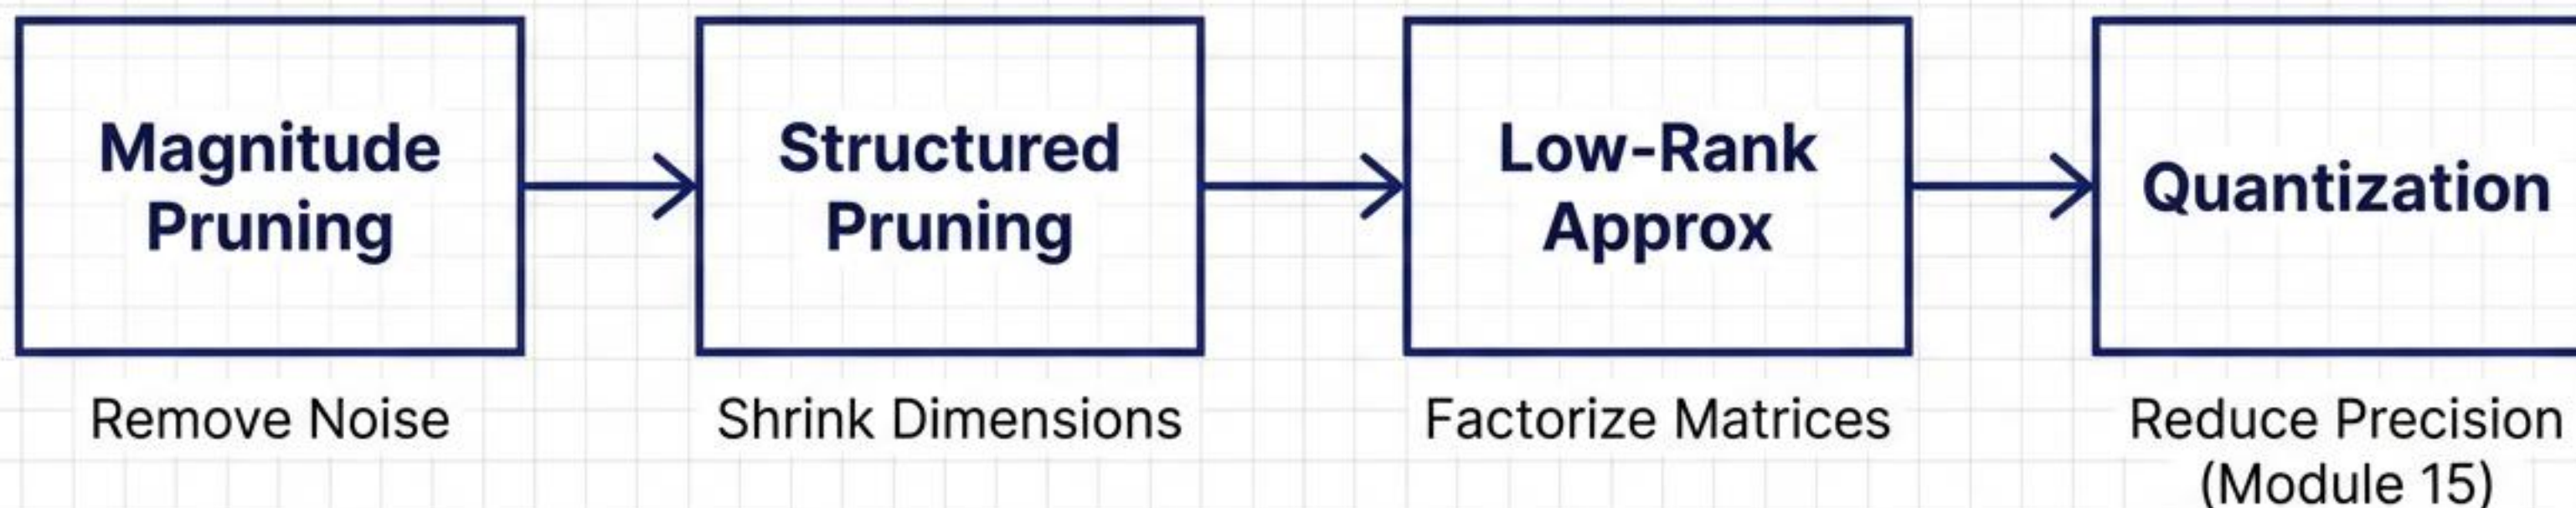 Magnitude
Pruning
Remove Noise
Structured
Pruning
Shrink Dimensions
Low-Rank
Approx
Factorize Matrices
Quantization
Reduce Precision
(Module 15)